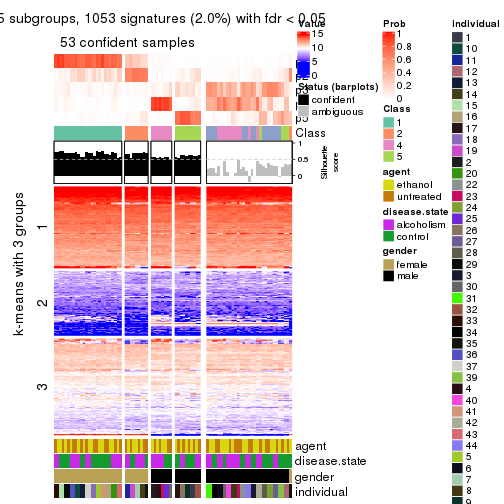 5 subgroups, 1053 signatures (2.0%) with fdr < 0.05
53 confident samples
k-means with 3 groups
1
2
3
p5
Class
1
0.5
0
Silhouette
score
agent
disease.state
gender
individual
Value
15
10
5
0
Status (barplots)
confident
ambiguous
Prob
1
0.8
0.6
0.4
0.2
0
Class
1
2
4
5
agent
ethanol
untreated
disease.state
alcoholism
control
gender
female
male
individual
1
10
11
12
13
14
15
16
17
18
19
2
20
22
23
24
25
26
27
28
29
3
30
31
32
33
34
35
36
37
39
4
40
41
42
43
44
5
6
7
8